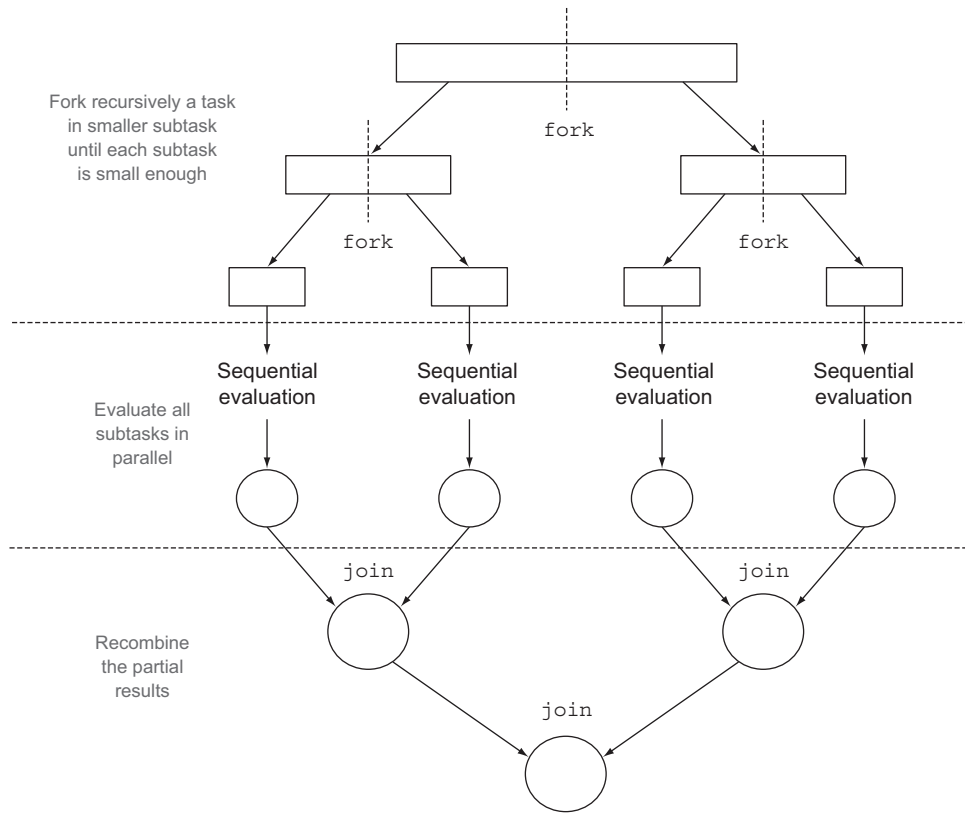 Fork recursively a task
in smaller subtask
until each subtask
is small enough
fork
fork
fork
Sequential
evaluation
Sequential
evaluation
Sequential
evaluation
Sequential
evaluation
Evaluate all
subtasks in
parallel
join
join
Recombine
the partial
results
join